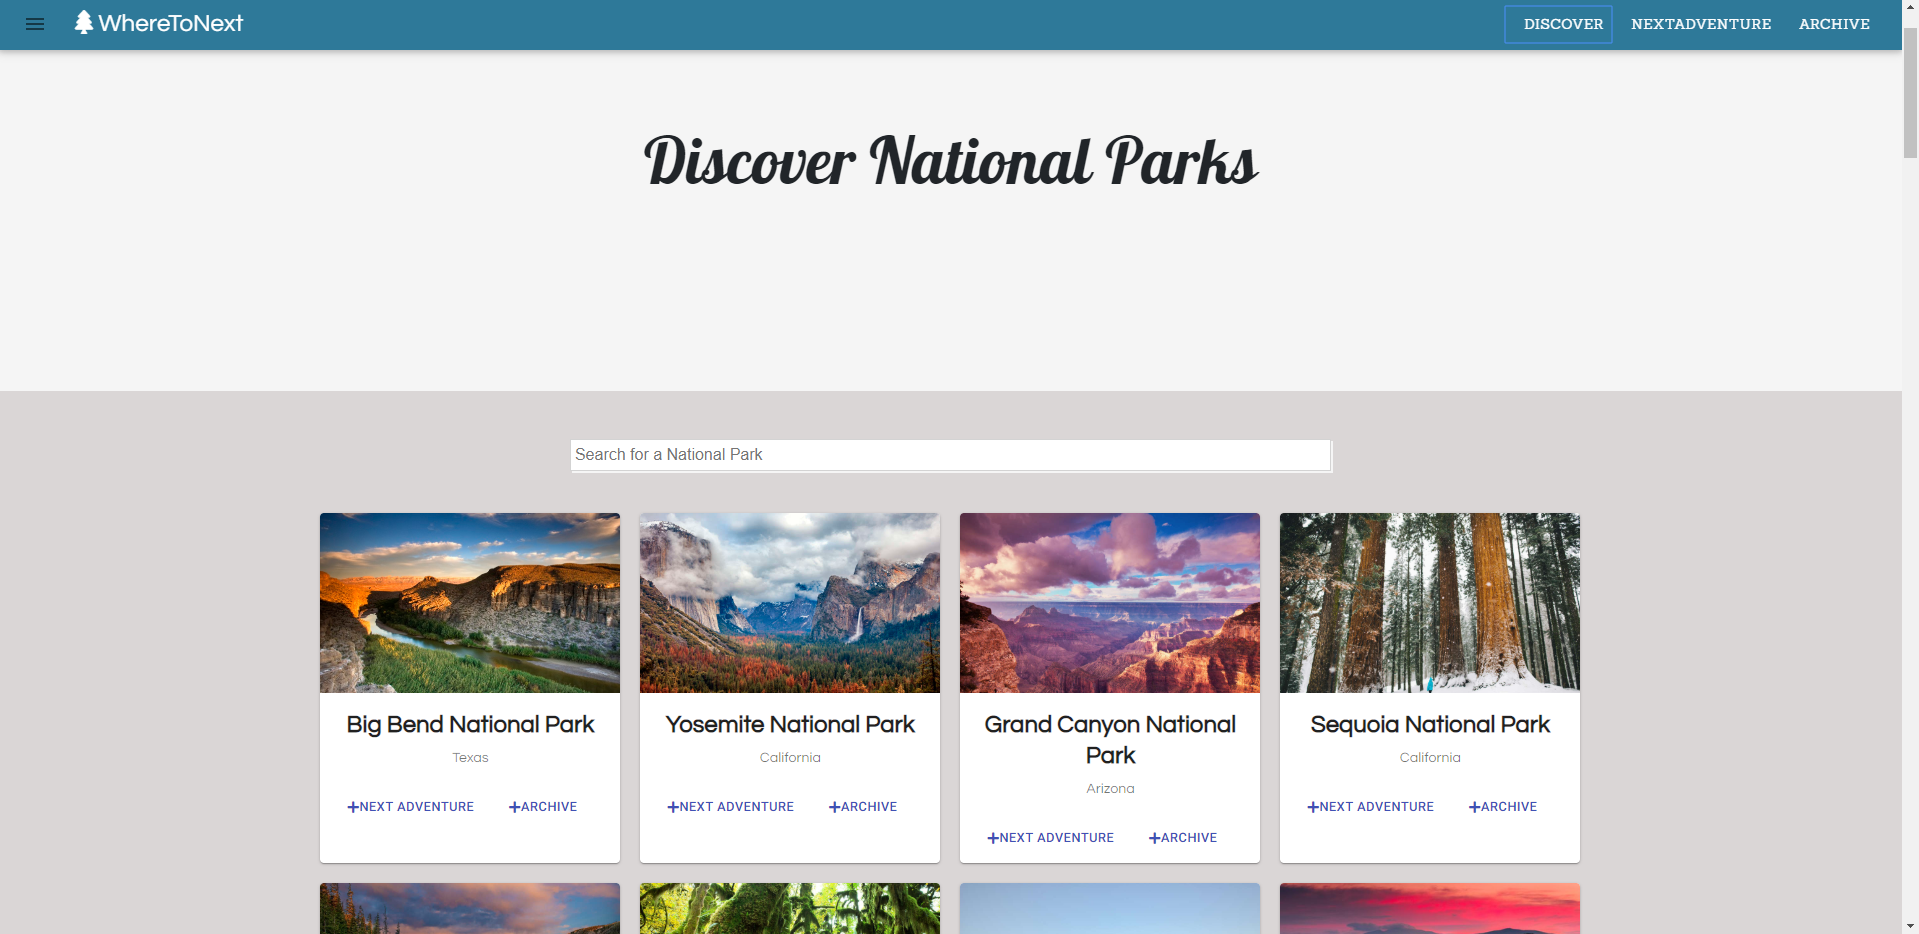 WhereToNext
DISCOVER NEXTADVENTURE ARCHIVE
Discover National Parks
Search for a National Park
Big Bend National Park
Texas
+NEXT ADVENTURE +ARCHIVE
Yosemite National Park
California
+NEXT ADVENTURE +ARCHIVE
Grand Canyon National
Park
Arizona
+NEXT ADVENTURE +ARCHIVE
Sequoia National Park
California
+NEXT ADVENTURE +ARCHIVE